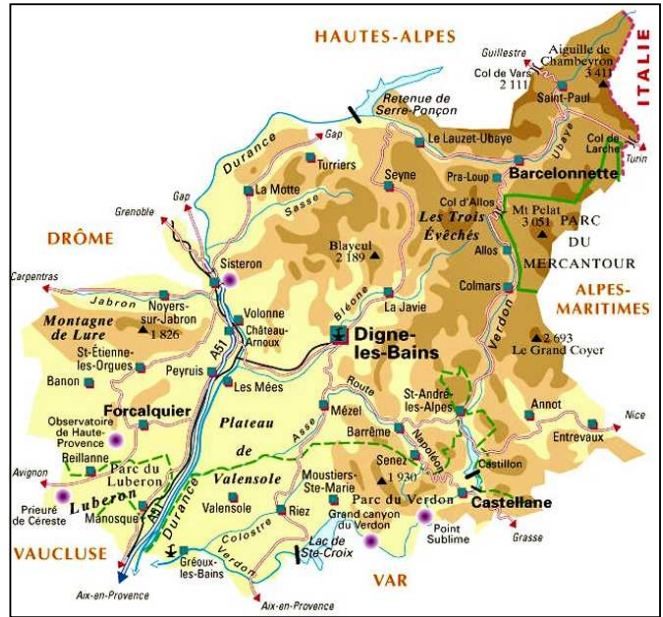 HAUTES-ALPES
Guillestre
Aiguille de
Chambeyron
3 411
Col de Vars
2 111
Saint-Paul
ITALIE
Retenue de
Serre-Ponçon
Durance
Gap
Le Lauzet-Ubaye
Ubaye
Col de
Larche
Turin
Turriers
Seyne
Pra-Loup
Barcelonnette
Gap
La Motte
Sasse
Col d'Allos
Grenoble
Les Trois
Évêchés
Mt Pelat
3 051
PARC
DU
MERCANTOUR
DRÔME
Blayeul
2 189
Allos
Sisteron
Carpentras
Jabron
Noyers-
sur-Jabron
La Javie
Colmars
ALPES-
MARITIMES
Bléone
Volonne
Château-
Arnoux
Montagne
de Lure
1 826
A51
Digne-
les-Bains
Verdon
2 693
Le Grand Coyer
St-Étienne
-les-Orgues
Peyruis
Banon
Les Mées
Route
Napoléon
St-André
-les-Alpes
Annot
Nice
Forcalquier
Mézel
Asse
Barrême
Entrevaux
Observatoire
de Haute-
Provence
Plateau
de
Valensole
Senez
Castillon
Reillanne
Parc du
Luberon
Moustiers-
Ste-Marie
1 930
Parc du Verdon
Castellane
Avignon
Luberon
Valensole
Riez
Grand canyon
du Verdon
Point
Sublime
Grasse
Prieuré
de Céreste
Manosque
A51
Durance
Colostre
Verdon
Lac de
Ste-Croix
VAUCLUSE
Gréoux-
les-Bains
VAR
Aix-en-Provence
Aix-en-Provence